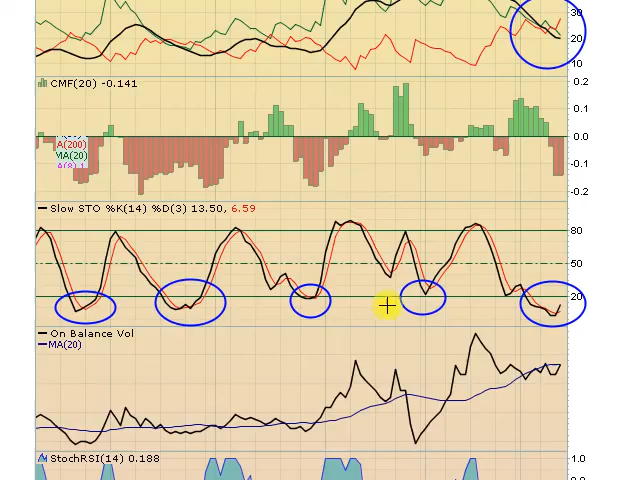 30
20
10
CMF(20) -0.141
0.2
0.1
0.0
-0.1
-0.2
A(200)
MA(20)
Slow STO %K(14) %D(3) 13.50, 6.59
80
50
20
On Balance Vol
MA(20)
StochRSI(14) 0.188
1.0